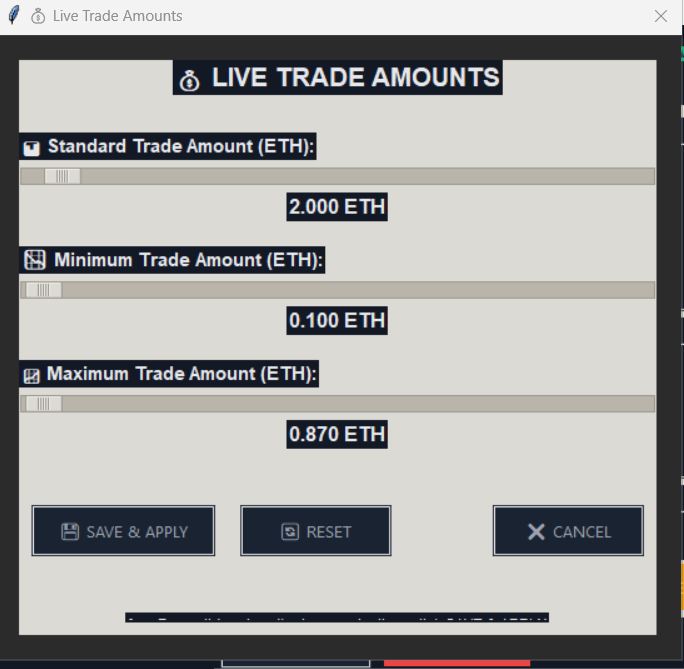 Live Trade Amounts
LIVE TRADE AMOUNTS
Standard Trade Amount (ETH):
2.000 ETH
Minimum Trade Amount (ETH):
0.100 ETH
Maximum Trade Amount (ETH):
0.870 ETH
SAVE & APPLY
RESET
CANCEL